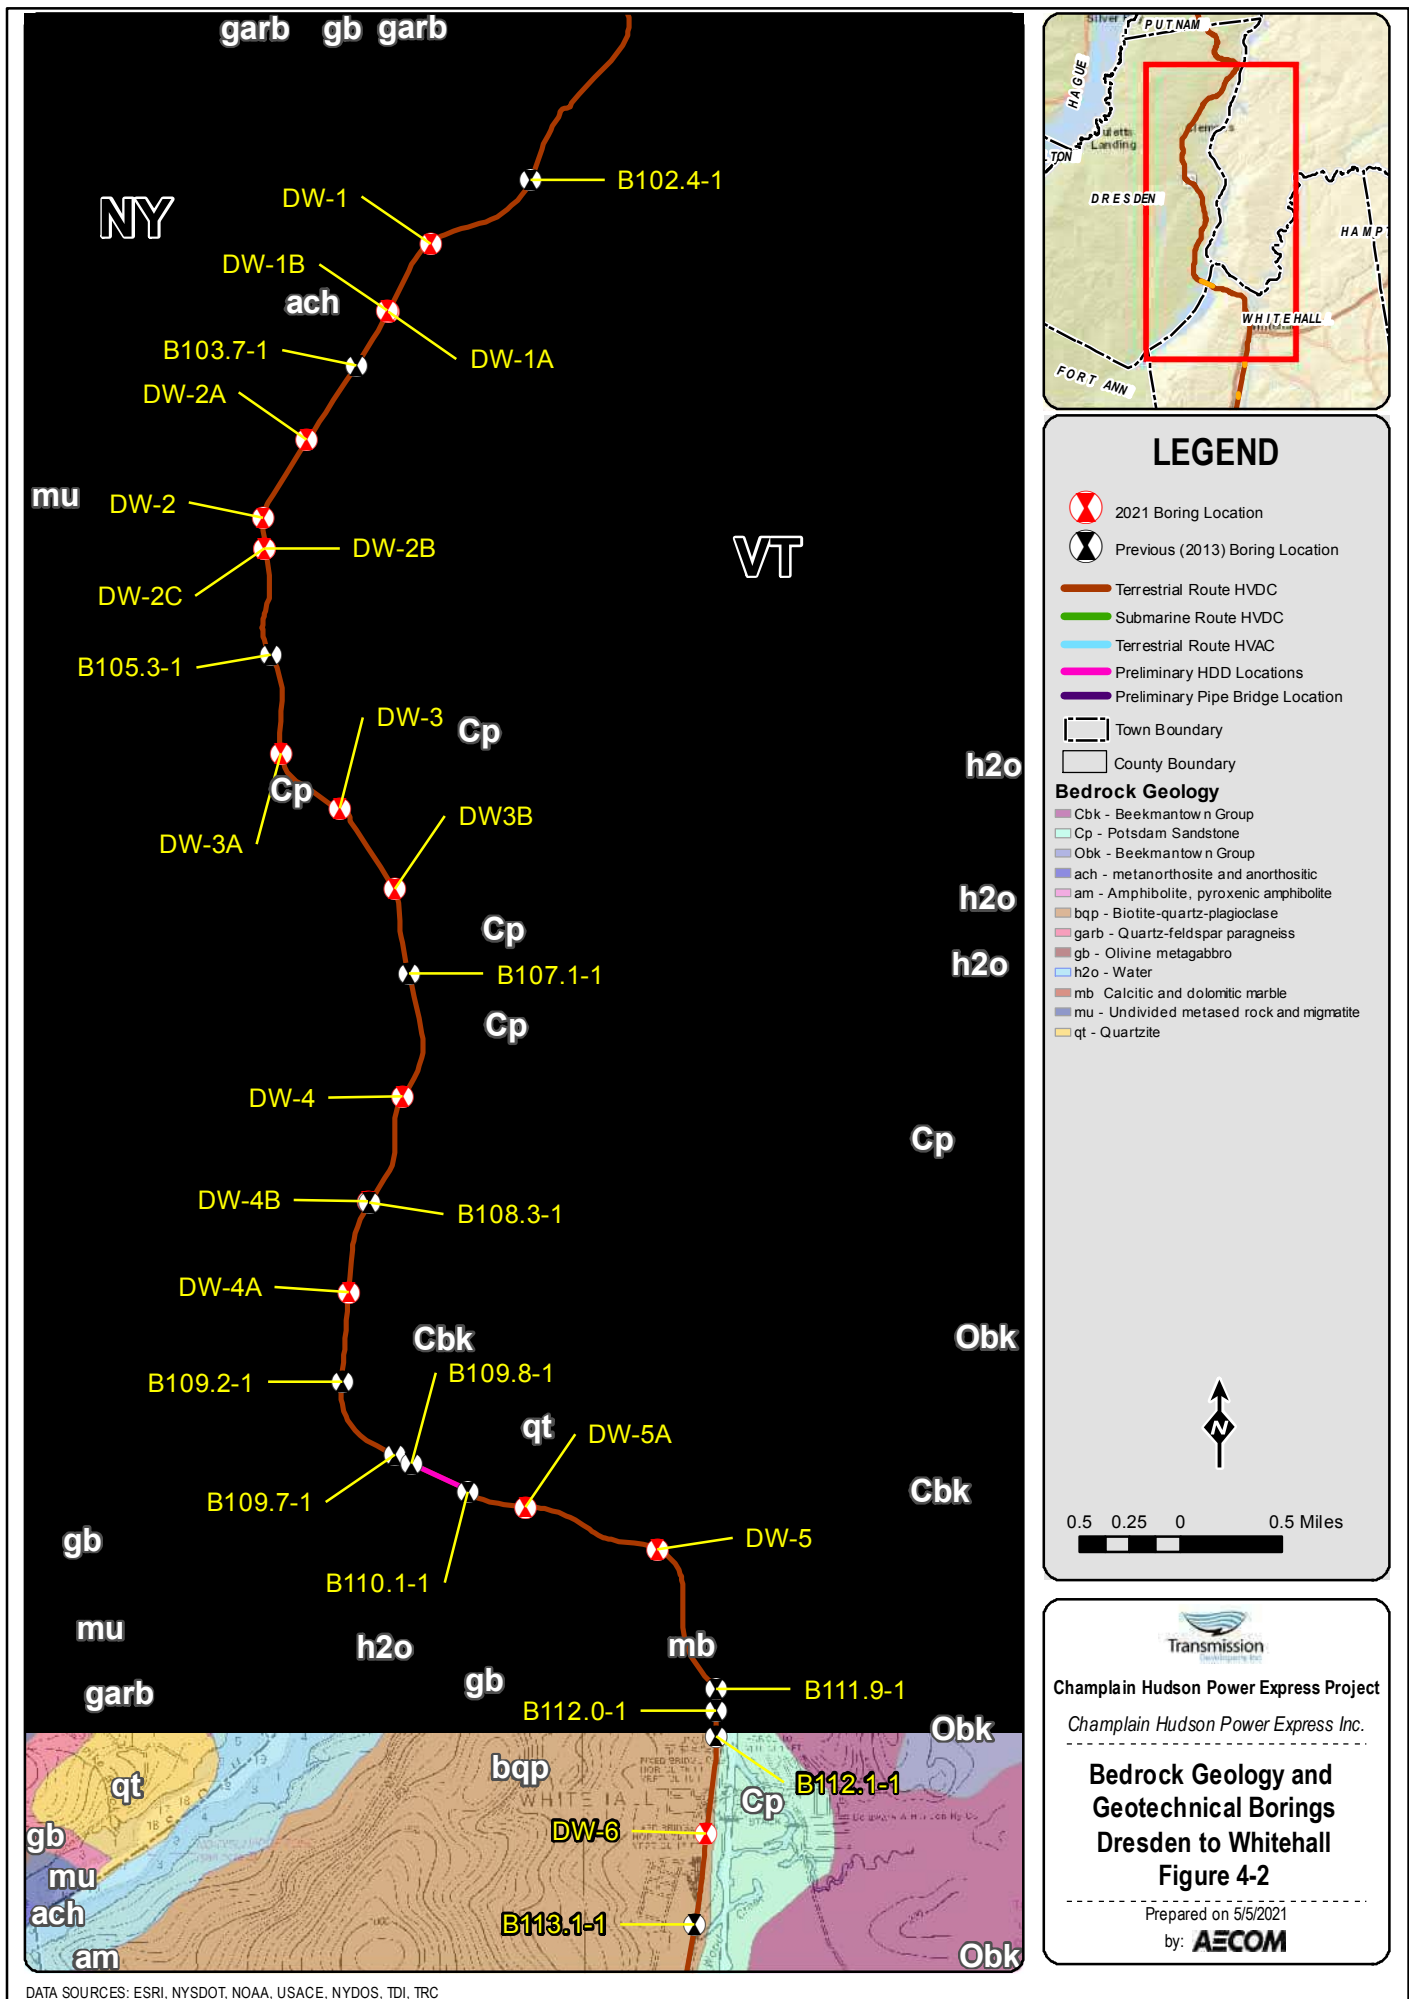 garb gb garb
B102.4-1
DW-1
NY
DW-1B
ach
DW-1A
B103.7-1
DW-2A
mu
DW-2
VT
DW-2B
DW-2C
B105.3-1
DW-3
Cp
h2o
Cp
DW3B
DW-3A
h2o
Cp
h2o
B107.1-1
Cp
DW-4
Cp
DW-4B
B108.3-1
DW-4A
Cbk
Obk
B109.8-1
B109.2-1
qt
DW-5A
Cbk
B109.7-1
gb
DW-5
B110.1-1
mu
h2o
mb
gb
garb
B111.9-1
B112.0-1
Obk
bqp
qt
B112.1-1
WHITE
Cp
DW-6
gb
mu
ach
B113.1-1
am
Obk
PUTNAM
HAGUE
Landing
TON
DRESDEN
HAMPT
WHITEHALL
FORT ANN
LEGEND
2021 Boring Location
Previous (2013) Boring Location
Terrestrial Route HVDC
Submarine Route HVDC
Terrestrial Route HVAC
Preliminary HDD Locations
Preliminary Pipe Bridge Location
Town Boundary
County Boundary
Bedrock Geology
Cbk - Beekmantown Group
Cp - Potsdam Sandstone
Obk - Beekmantown Group
ach - metanorthosite and anorthositic
am - Amphibolite, pyroxenic amphibolite
bqp - Biotite-quartz-plagioclase
garb - Quartz-feldspar paragneiss
gb - Olivine metagabbro
h2o - Water
mb Calcitic and dolomitic marble
mu - Undivided metased rock and migmatite
qt - Quartzite
N
0.5 0.25 0 0.5 Miles
Transmission
Developers Inc.
Champlain Hudson Power Express Project
Champlain Hudson Power Express Inc.
Bedrock Geology and
Geotechnical Borings
Dresden to Whitehall
Figure 4-2
Prepared on 5/5/2021
by: AECOM
DATA SOURCES: ESRI, NYSDOT, NOAA, USACE, NYDOS, TDI, TRC